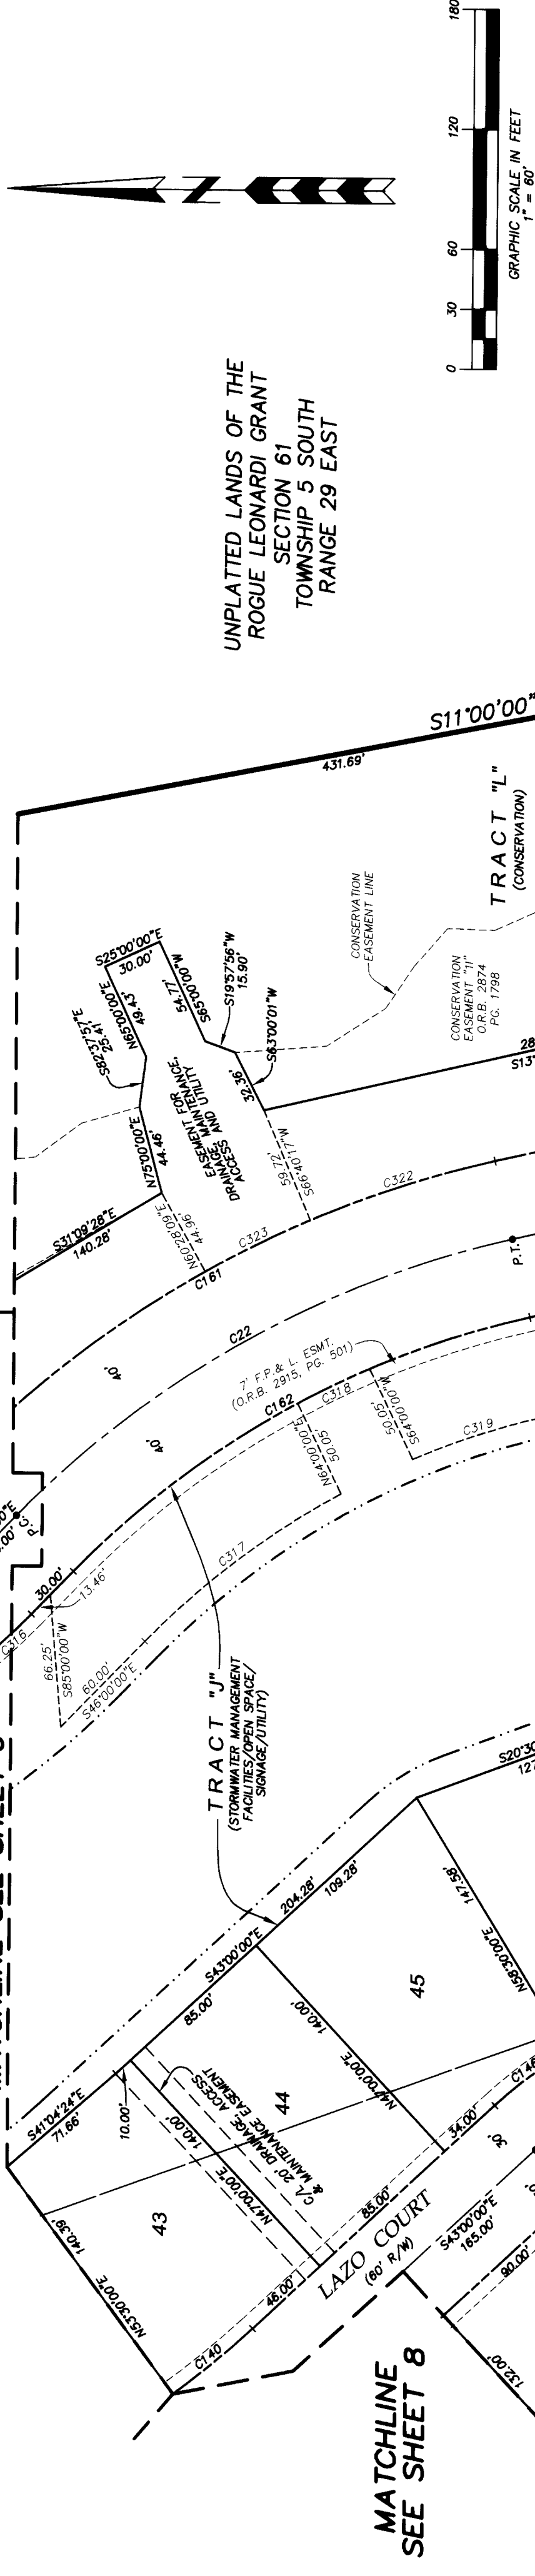 180
120
60
30
0
GRAPHIC SCALE IN FEET
1" = 60'
N
UNPLATTED LANDS OF THE
ROGUE LEONARDI GRANT
SECTION 61
TOWNSHIP 5 SOUTH
RANGE 29 EAST
S11°00'00"
431.69'
TRACT "L"
(CONSERVATION)
CONSERVATION
EASEMENT LINE
CONSERVATION
EASEMENT "11"
O.R.B. 2874
PG. 1798
S25°00'00"E
30.00'
N65°00'00"E
49.43'
S82°37'57"E
25.41'
54.77'
S65°00'00"W
S19°57'56"W
15.90'
N75°00'00"E
44.46'
EASEMENT FOR
DRAINAGE, MAINTENANCE,
ACCESS AND UTILITY
32.36'
S63°00'01"W
S31°09'28"E
140.28'
N60°28'09"E
44.96'
59.72'
S66°40'17"W
C161
C323
C322
28
S13°
40'
C22
P.T.
40'
7' F.P.& L. ESMT.
(O.R.B. 2915, PG. 501)
C162
C318
N64°00'00"E
50.05'
50.05'
S64°00'00"W
C319
P.C.
C317
C316
30.00'
13.46'
66.25'
S85°00'00"W
60.00'
S46°00'00"E
TRACT "J"
(STORMWATER MANAGEMENT
FACILITIES/OPEN SPACE/
SIGNAGE/UTILITY)
S20°30
127
204.28'
109.28'
S43°00'00"E
85.00'
147.58'
N58°30'00"E
45
140.00'
N47°00'00"E
S41°04'24"E
71.66'
10.00'
C/L 20' DRAINAGE, ACCESS
& MAINTENANCE EASEMENT
140.00'
N47°00'00"E
44
43
140.39'
N53°30'00"E
C146
34.00'
85.00'
46.00'
C140
30'
LAZO COURT
(60' R/W)
S43°00'00"E
165.00'
90.00'
132.00'
MATCHLINE
SEE SHEET 8